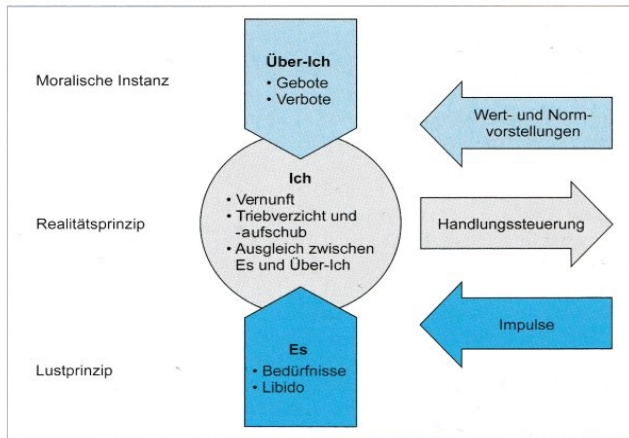 Über-Ich
Moralische Instanz
• Gebote
• Verbote
Wert- und Norm-
vorstellungen
Ich
• Vernunft
• Triebverzicht und
-aufschub
• Ausgleich zwischen
Es und Über-Ich
Realitätsprinzip
Handlungssteuerung
Impulse
Es
• Bedürfnisse
• Libido
Lustprinzip